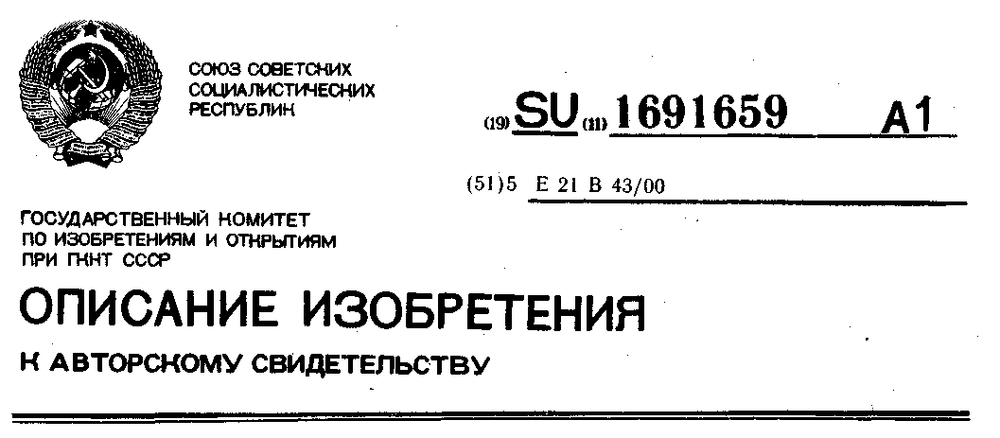 СОЮЗ СОВЕТСКИХ
СОЦИАЛИСТИЧЕСКИХ
РЕСПУБЛИК
(19) SU (11) 1691659 A1
(51)5 E 21 B 43/00
ГОСУДАРСТВЕННЫЙ КОМИТЕТ
ПО ИЗОБРЕТЕНИЯМ И ОТКРЫТИЯМ
ПРИ ГКНТ СССР
ОПИСАНИЕ ИЗОБРЕТЕНИЯ
К АВТОРСКОМУ СВИДЕТЕЛЬСТВУ